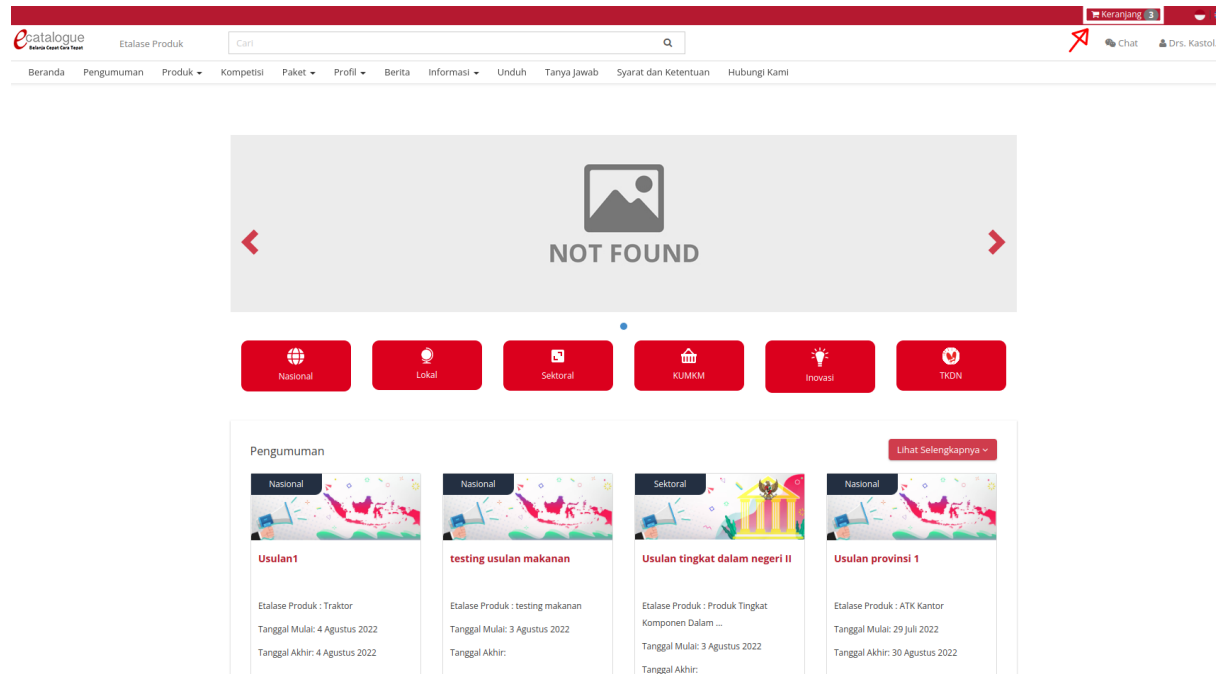 Keranjang 3
ecatalogue
Belanja Cepat Cara Tepat
Etalase Produk
Cari
Chat
Drs. Kastol
Beranda Pengumuman Produk Kompetisi Paket Profil Berita Informasi Unduh Tanya Jawab Syarat dan Ketentuan Hubungi Kami
NOT FOUND
Nasional
Lokal
Sektoral
KUMKM
Inovasi
TKDN
Pengumuman
Lihat Selengkapnya
Nasional
Usulan1
Etalase Produk : Traktor
Tanggal Mulai: 4 Agustus 2022
Tanggal Akhir: 4 Agustus 2022
Nasional
testing usulan makanan
Etalase Produk : testing makanan
Tanggal Mulai: 3 Agustus 2022
Tanggal Akhir:
Sektoral
Usulan tingkat dalam negeri II
Etalase Produk : Produk Tingkat
Komponen Dalam ...
Tanggal Mulai: 3 Agustus 2022
Tanggal Akhir:
Nasional
Usulan provinsi 1
Etalase Produk : ATK Kantor
Tanggal Mulai: 29 Juli 2022
Tanggal Akhir: 30 Agustus 2022